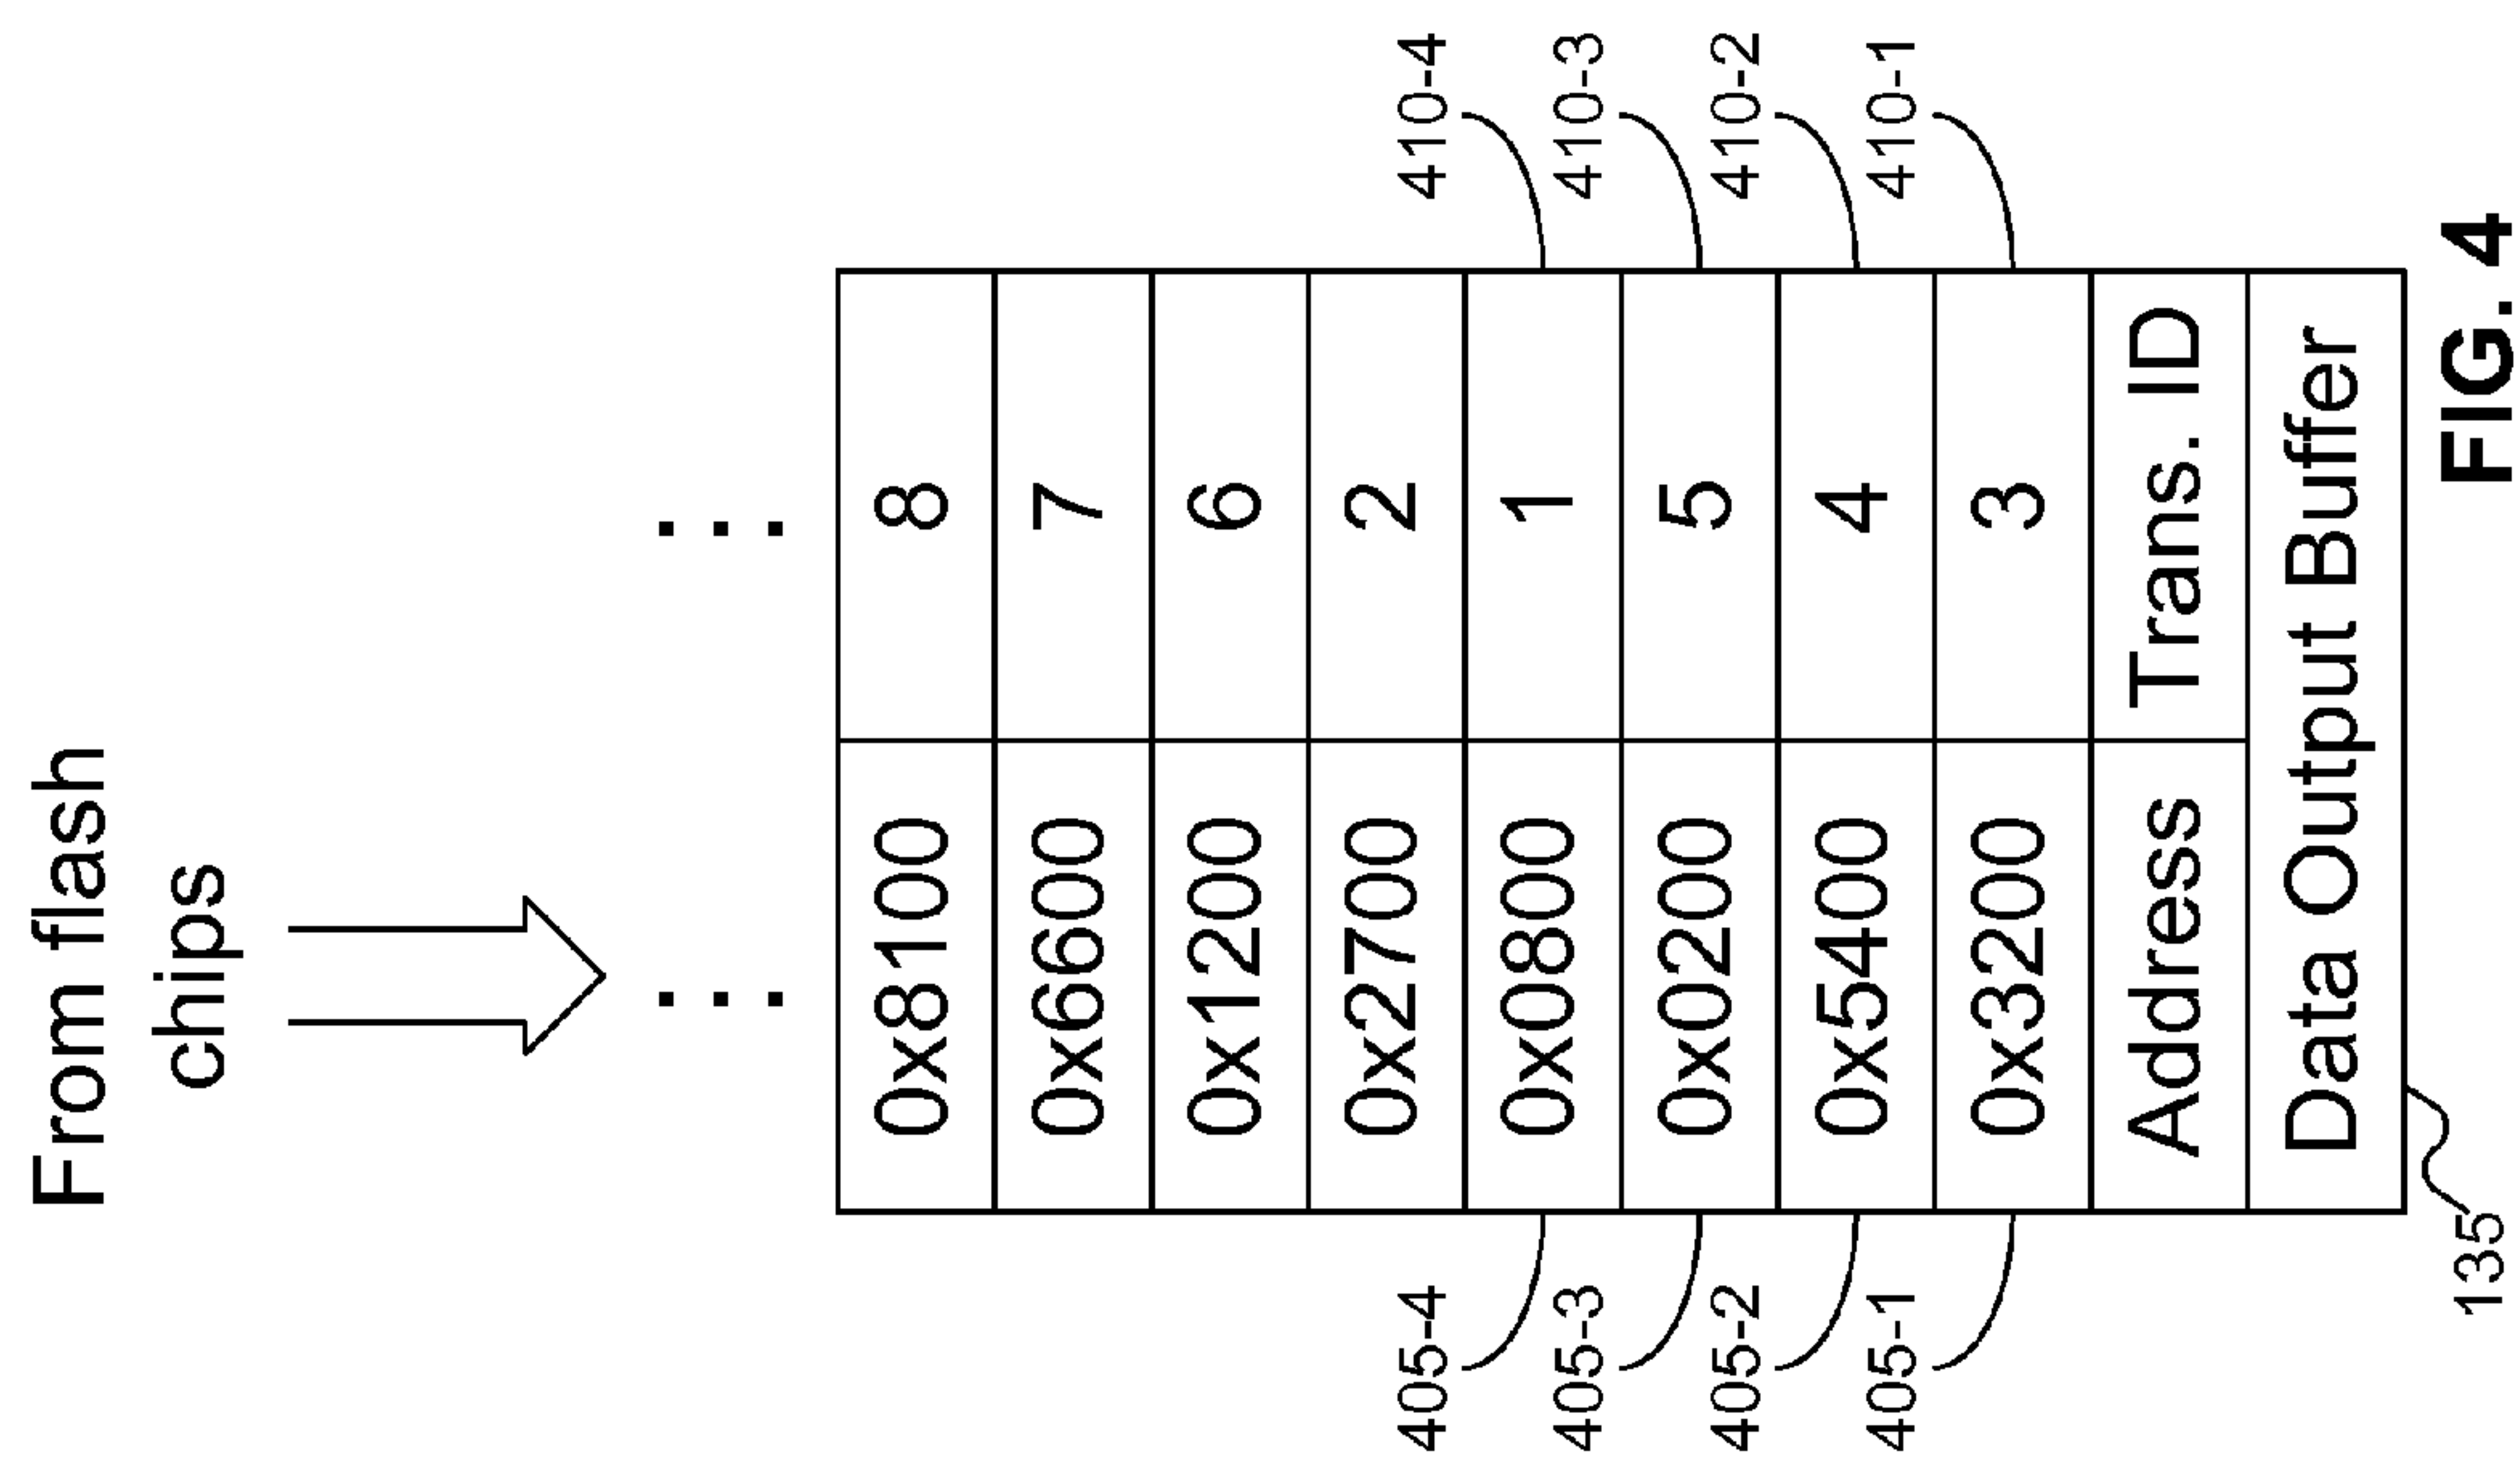 From flash
chips
⋮ ⋮
0x8100 8
0x6600 7
0x1200 6
0x2700 2
405-4 0x0800 1 410-4
405-3 0x0200 5 410-3
405-2 0x5400 4 410-2
405-1 0x3200 3 410-1
Address Trans. ID
Data Output Buffer
135
FIG. 4